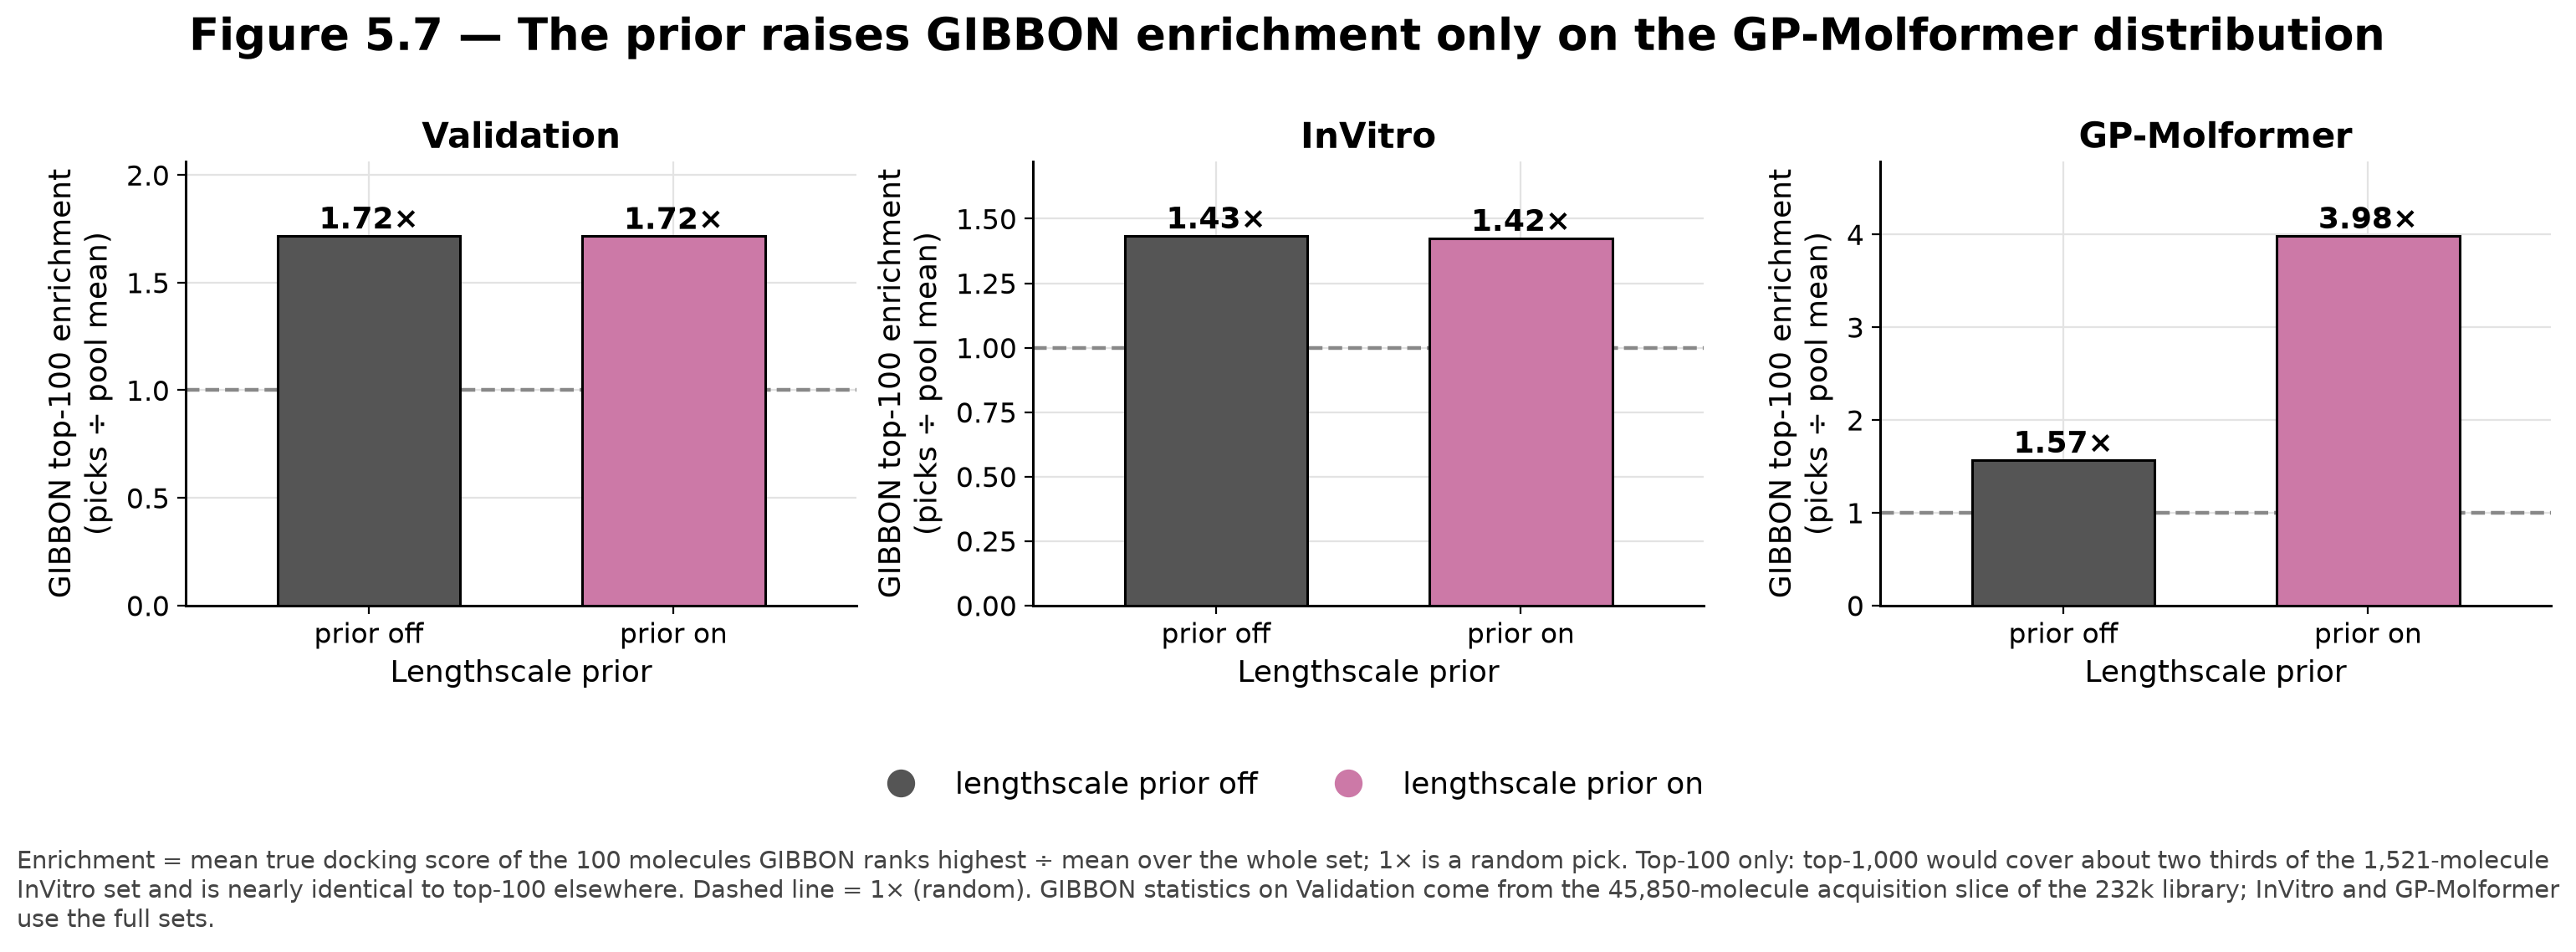 Figure 5.7 — The prior raises GIBBON enrichment only on the GP-Molformer distribution
Validation
GIBBON top-100 enrichment
(picks ÷ pool mean)
2.0
1.5
1.0
0.5
0.0
1.72×
1.72×
prior off
prior on
Lengthscale prior
InVitro
GIBBON top-100 enrichment
(picks ÷ pool mean)
1.50
1.25
1.00
0.75
0.50
0.25
0.00
1.43×
1.42×
prior off
prior on
Lengthscale prior
GP-Molformer
GIBBON top-100 enrichment
(picks ÷ pool mean)
4
3
2
1
0
1.57×
3.98×
prior off
prior on
Lengthscale prior
lengthscale prior off
lengthscale prior on
Enrichment = mean true docking score of the 100 molecules GIBBON ranks highest ÷ mean over the whole set; 1× is a random pick. Top-100 only: top-1,000 would cover about two thirds of the 1,521-molecule
InVitro set and is nearly identical to top-100 elsewhere. Dashed line = 1× (random). GIBBON statistics on Validation come from the 45,850-molecule acquisition slice of the 232k library; InVitro and GP-Molformer
use the full sets.